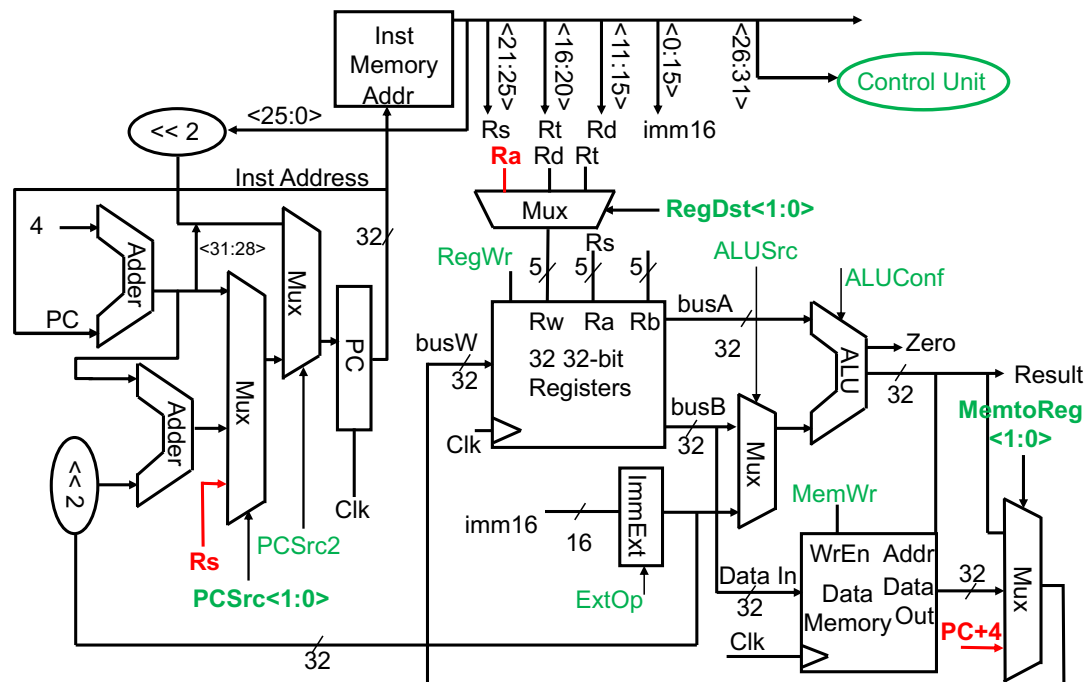 Inst
Memory
Addr
<21:25>
<16:20>
<11:15>
<0:15>
<26:31>
Control Unit
<25:0>
<< 2
Rs
Rt
Rd
imm16
Ra
Rd
Rt
Inst Address
Mux
RegDst<1:0>
4
Adder
<31:28>
Mux
32
RegWr
Rs
ALUSrc
5
5
5
ALUConf
PC
Mux
PC
busW
32
Rw
Ra
Rb
32 32-bit
Registers
busA
32
ALU
Zero
32
Result
Adder
busB
32
Clk
MemtoReg
<1:0>
<< 2
Clk
Mux
MemWr
imm16
16
ImmExt
Rs
PCSrc2
PCSrc<1:0>
ExtOp
WrEn
Addr
Data In
32
Data
Memory
Data
Out
32
Mux
PC+4
Clk
32